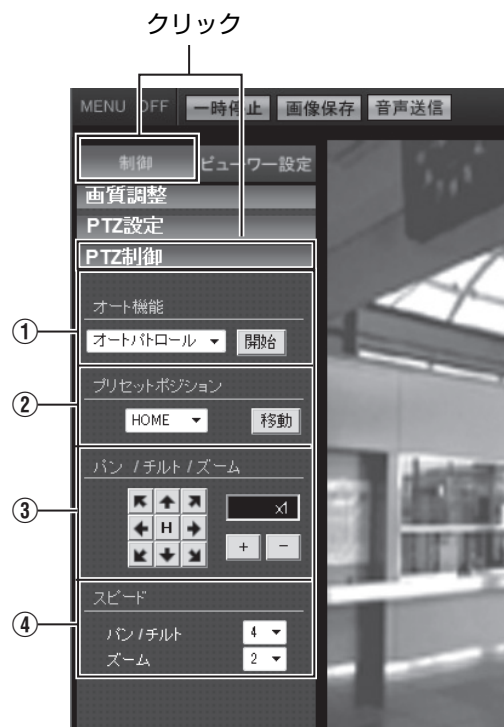 クリック
MENU OFF 一時停止 画像保存 音声送信
制御 ビューワー設定
画質調整
PTZ設定
PTZ制御
オート機能
① オートパトロール 開始
② プリセットポジション
HOME 移動
パン / チルト / ズーム
③ H x1
+ −
スピード
④ パン / チルト 4
ズーム 2